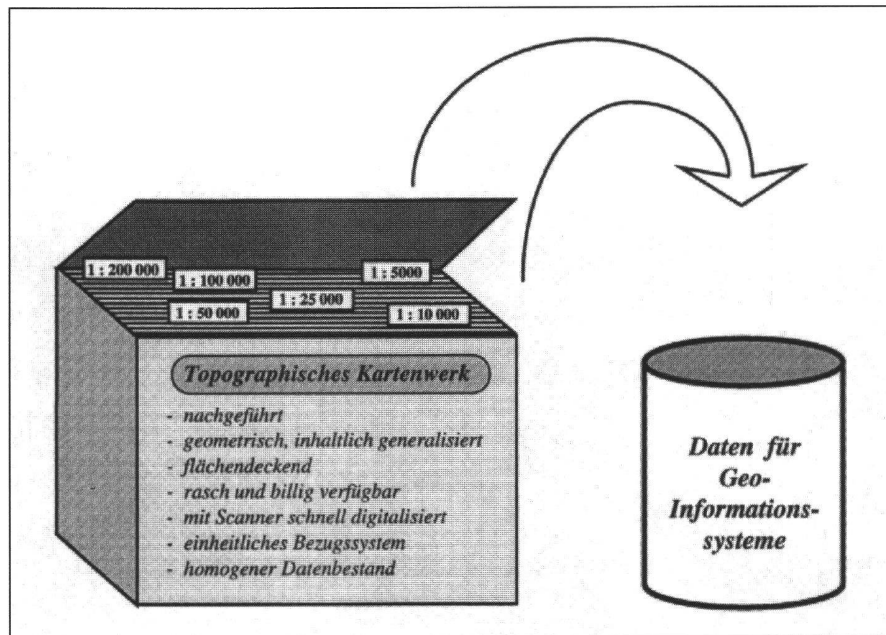 1 : 200 000
1 : 100 000
1 : 5000
1 : 50 000
1 : 25 000
1 : 10 000
Topographisches Kartenwerk
- nachgeführt
- geometrisch, inhaltlich generalisiert
- flächendeckend
- rasch und billig verfügbar
- mit Scanner schnell digitalisiert
- einheitliches Bezugssystem
- homogener Datenbestand
Daten für
Geo-
Informations-
systeme